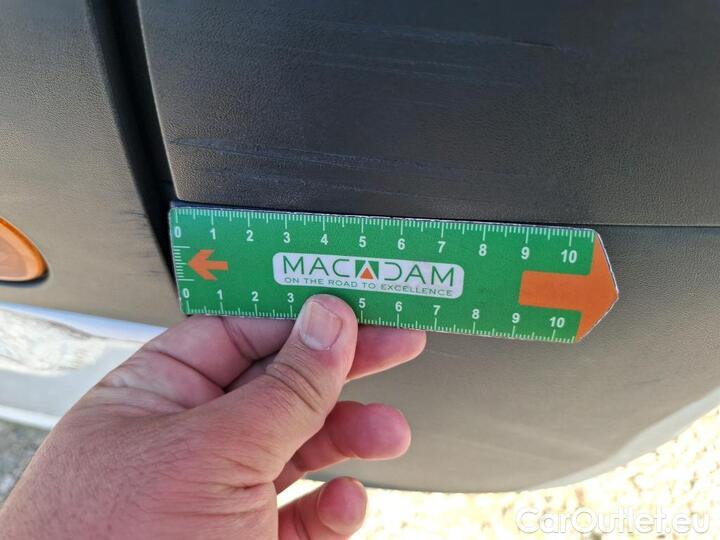 0 1 2 3 4 5 6 7 8 9 10
MACADAM
ON THE ROAD TO EXCELLENCE
0 1 2 3 5 6 7 8 9 10
CarOutlet.eu